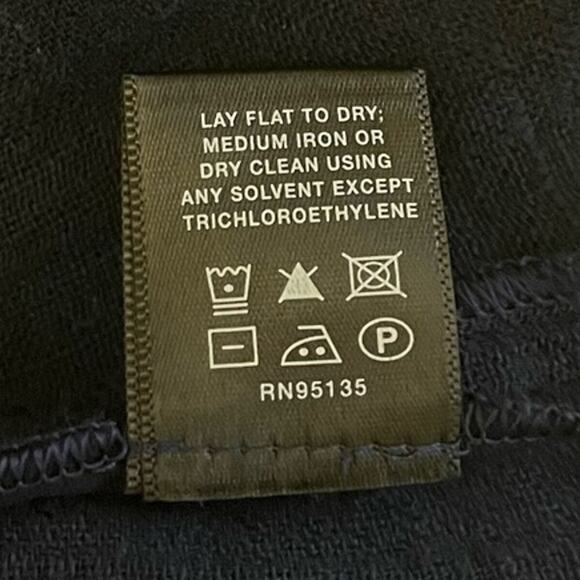 LAY FLAT TO DRY;
MEDIUM IRON OR
DRY CLEAN USING
ANY SOLVENT EXCEPT
TRICHLOROETHYLENE
P
RN95135